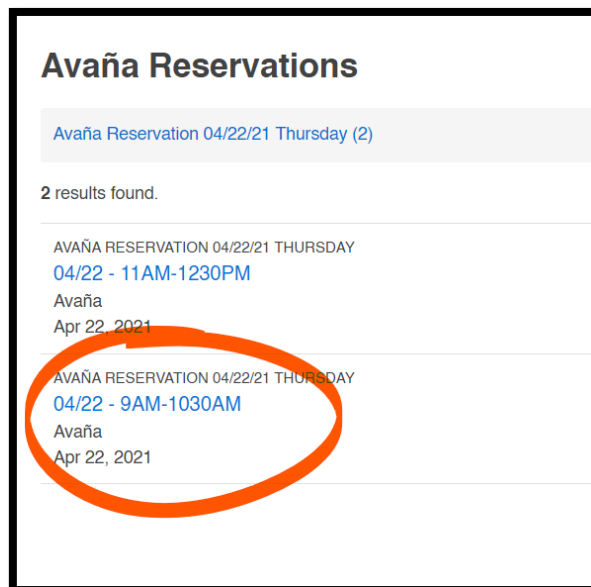 Avaña Reservations
Avaña Reservation 04/22/21 Thursday (2)
2 results found.
AVAÑA RESERVATION 04/22/21 THURSDAY
04/22 - 11AM-1230PM
Avaña
Apr 22, 2021
AVAÑA RESERVATION 04/22/21 THURSDAY
04/22 - 9AM-1030AM
Avaña
Apr 22, 2021